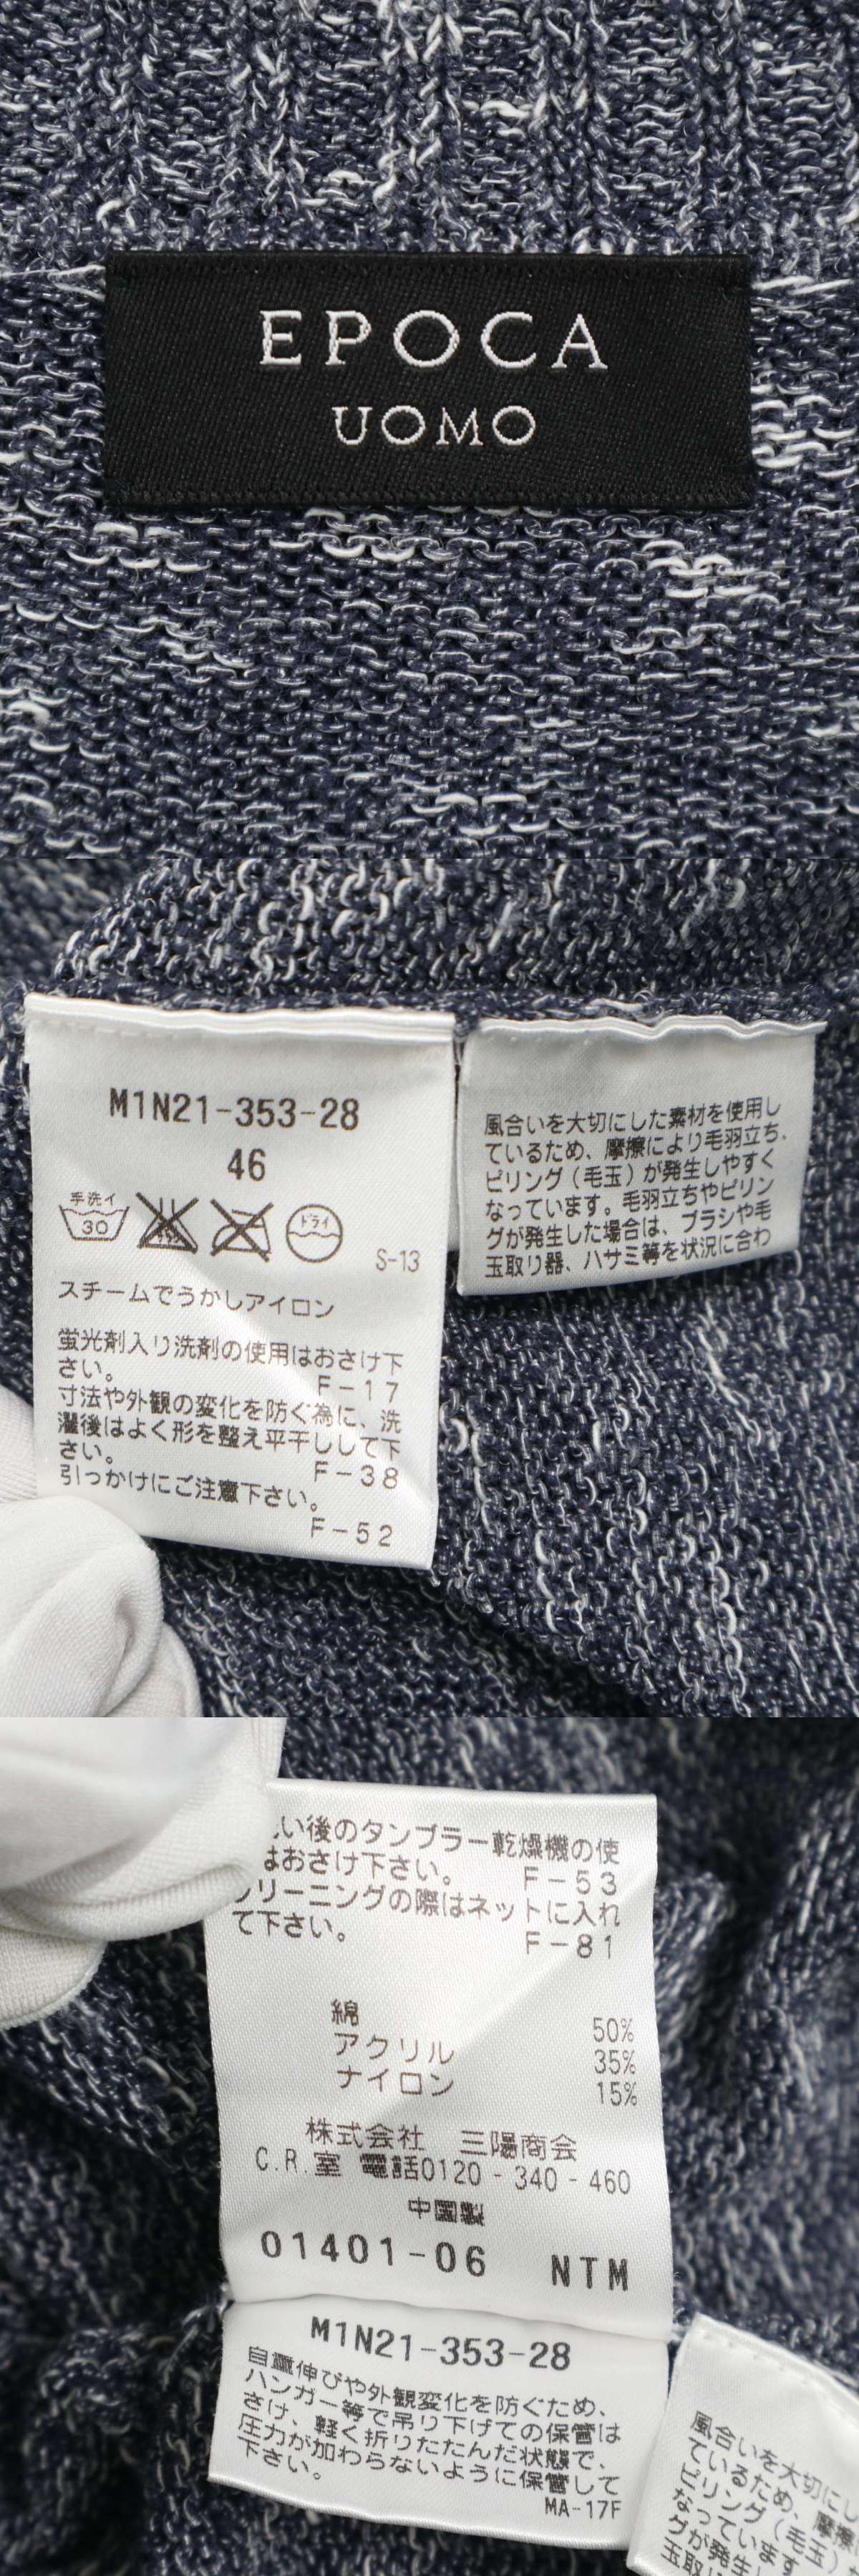 EPOCA
UOMO
M1N21-353-28
46
手洗イ
30
ドライ
S-13
スチームでうかしアイロン
蛍光剤入り洗剤の使用はおさけ下
さい。
F-17
寸法や外観の変化を防ぐ為に、洗
濯後はよく形を整え平干しして下
さい。
F-38
引っかけにご注意下さい。
F-52
風合いを大切にした素材を使用し
ているため、摩擦により毛羽立ち、
ピリング(毛玉)が発生しやすく
なっています。毛羽立ちやピリン
グが発生した場合は、ブラシや毛
玉取り器、ハサミ等を状況に合わ
い後のタンブラー乾燥機の使
はおさけ下さい。
F-53
リーニングの際はネットに入れ
て下さい。
F-81
綿 50%
アクリル 35%
ナイロン 15%
株式会社 三陽商会
C.R.室 電話0120-340-460
中国製
01401-06 NTM
M1N21-353-28
自重伸びや外観変化を防ぐため、
ハンガー等で吊り下げての保管は
さけ、軽く折りたたんだ状態で、
圧力が加わらないように保管して
下さい。
MA-17F
風合いを大切にし
ているため、摩擦
ピリング(毛玉)
なっています
グが発生
玉取